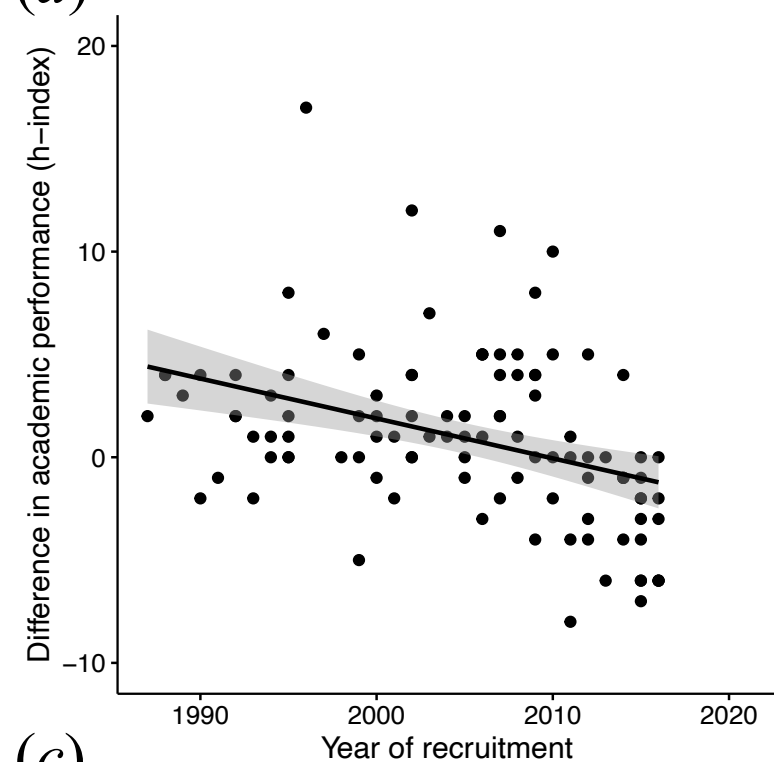 (a)
Difference in academic performance (h−index)
20
10
0
−10
1990 2000 2010 2020
Year of recruitment
(c)